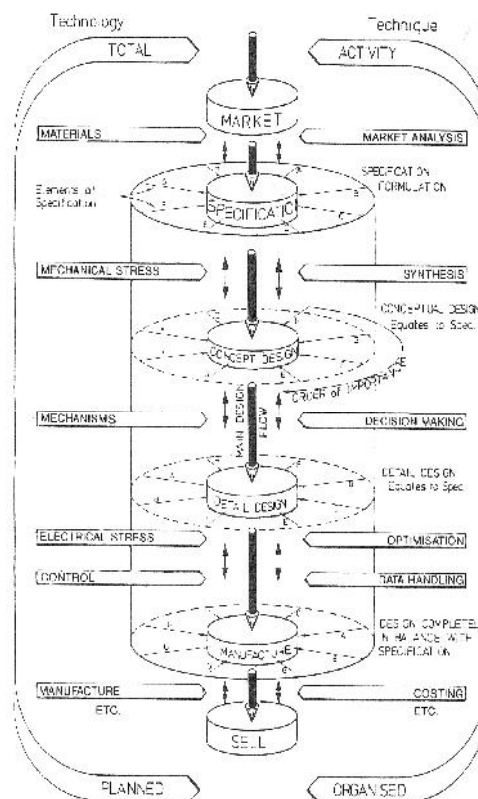 Technology
Technique
TOTAL
ACTIVITY
MARKET
MATERIALS
MARKET ANALYSIS
Elements of
Specification
SPECIFICATION
FORMULATION
SPECIFICATION
MECHANICAL STRESS
SYNTHESIS
CONCEPTUAL DESIGN
Equates to Spec.
CONCEPT DESIGN
ORDER OF IMPORTANCE
MECHANISMS
MAIN DESIGN
FLOW
DECISION MAKING
DETAIL DESIGN
Equates to Spec
DETAIL DESIGN
ELECTRICAL STRESS
OPTIMISATION
CONTROL
DATA HANDLING
DESIGN COMPLETED
IN BALANCE WITH
SPECIFICATION
MANUFACTURE
MANUFACTURE
COSTING
ETC.
ETC.
SELL
PLANNED
ORGANISED